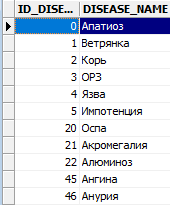 ID_DISE... DISEASE_NAME
0 Апатиоз
1 Ветрянка
2 Корь
3 ОРЗ
4 Язва
5 Импотенция
20 Оспа
21 Акромегалия
22 Алюминоз
45 Ангина
46 Анурия